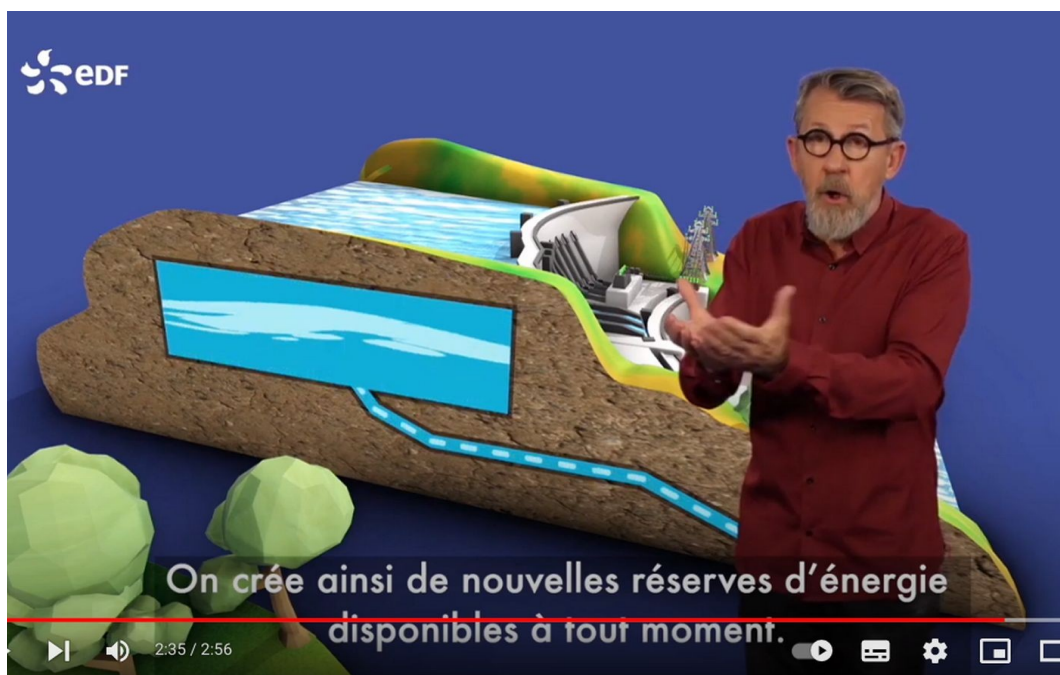 eDF
On crée ainsi de nouvelles réserves d'énergie
disponibles à tout moment.
2:35 / 2:56